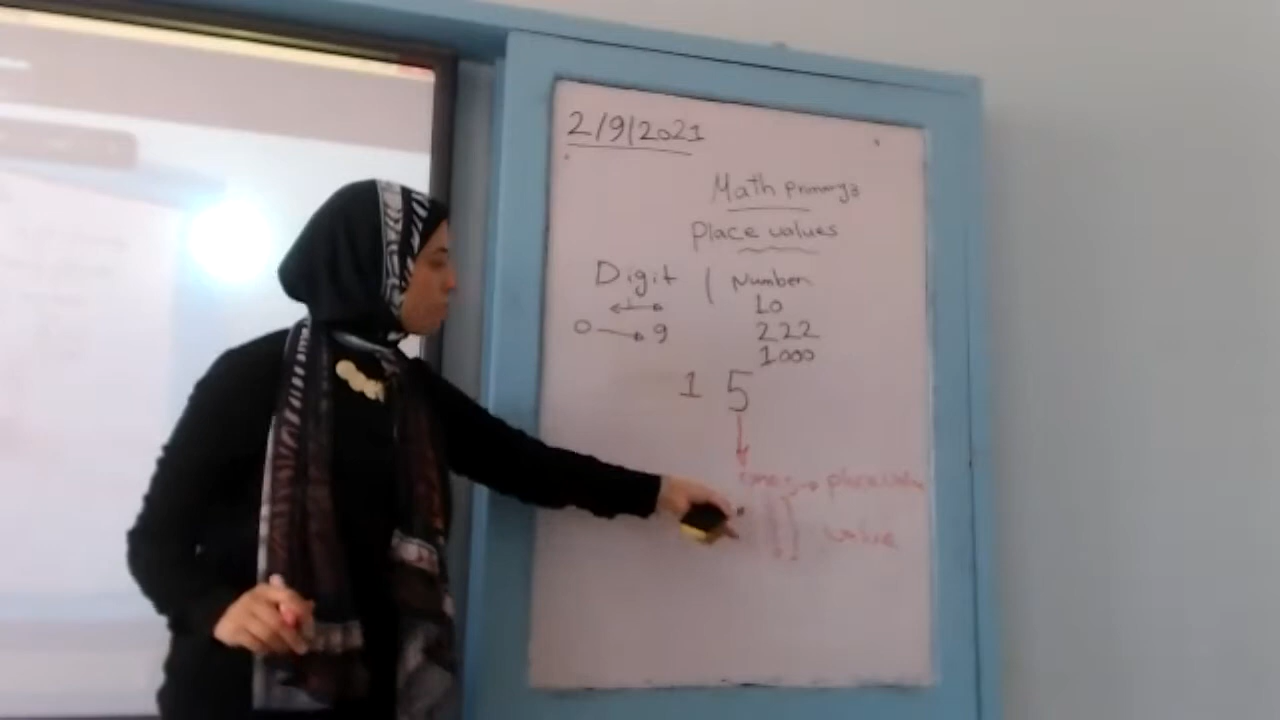 2/9/2021
Math Primary 3
Place values
Digit | Number
10
0 → 9 222
1000
1 5
ones → place value
value